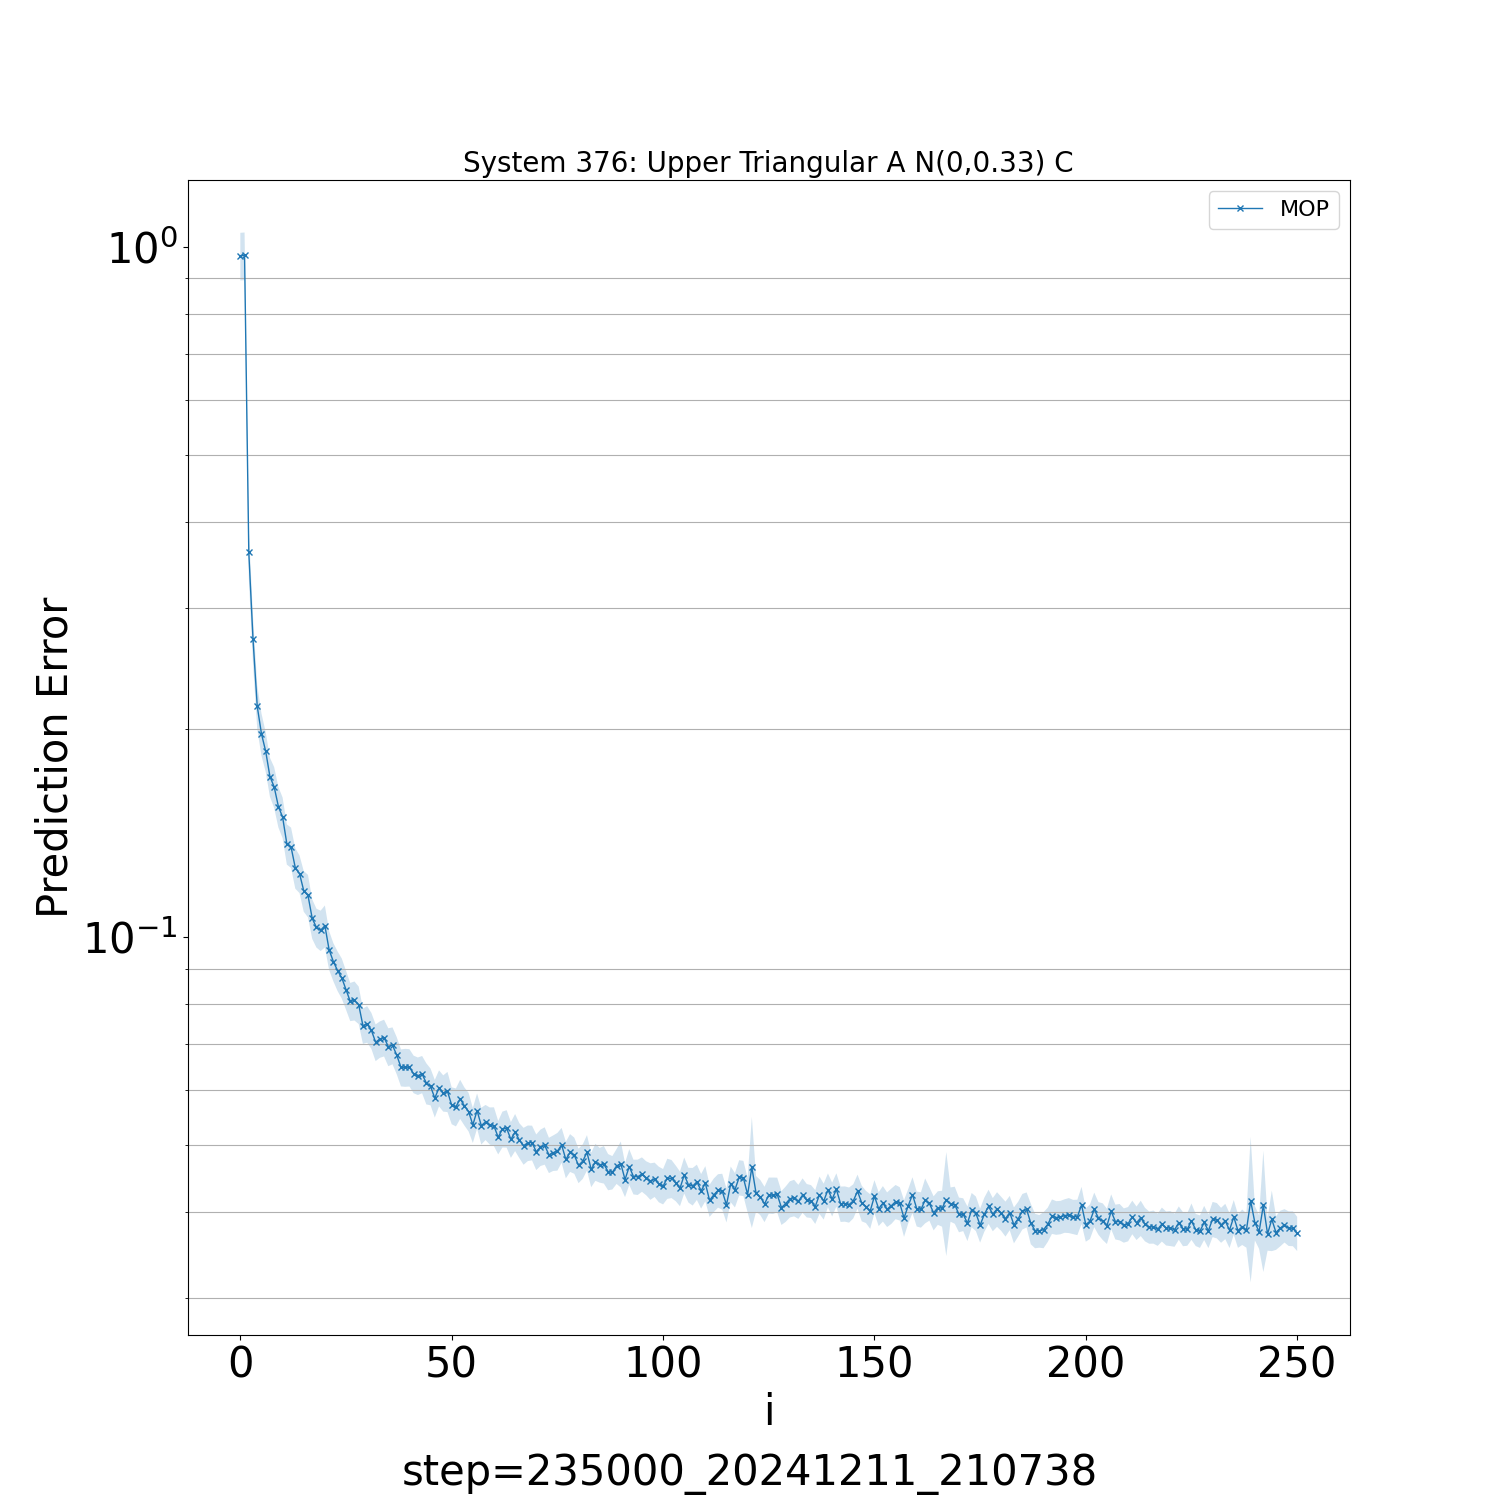 System 376: Upper Triangular A N(0,0.33) C
MOP
10⁰
10⁻¹
Prediction Error
0 50 100 150 200 250
i
step=235000_20241211_210738